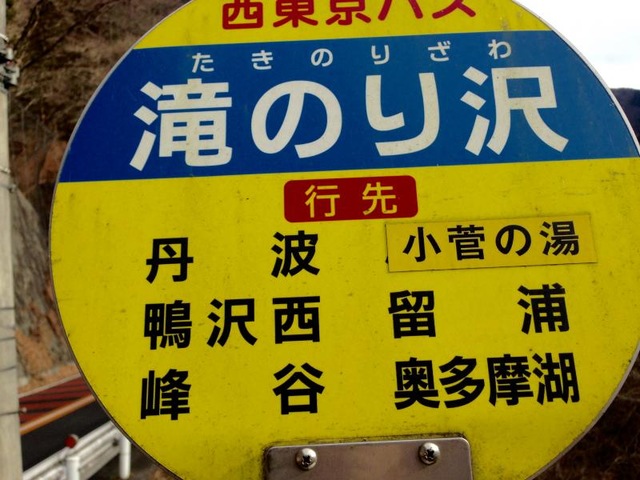 西東京バス
たきのりざわ
滝のり沢
行先
丹波 小菅の湯
鴨沢西 留浦
峰谷 奥多摩湖